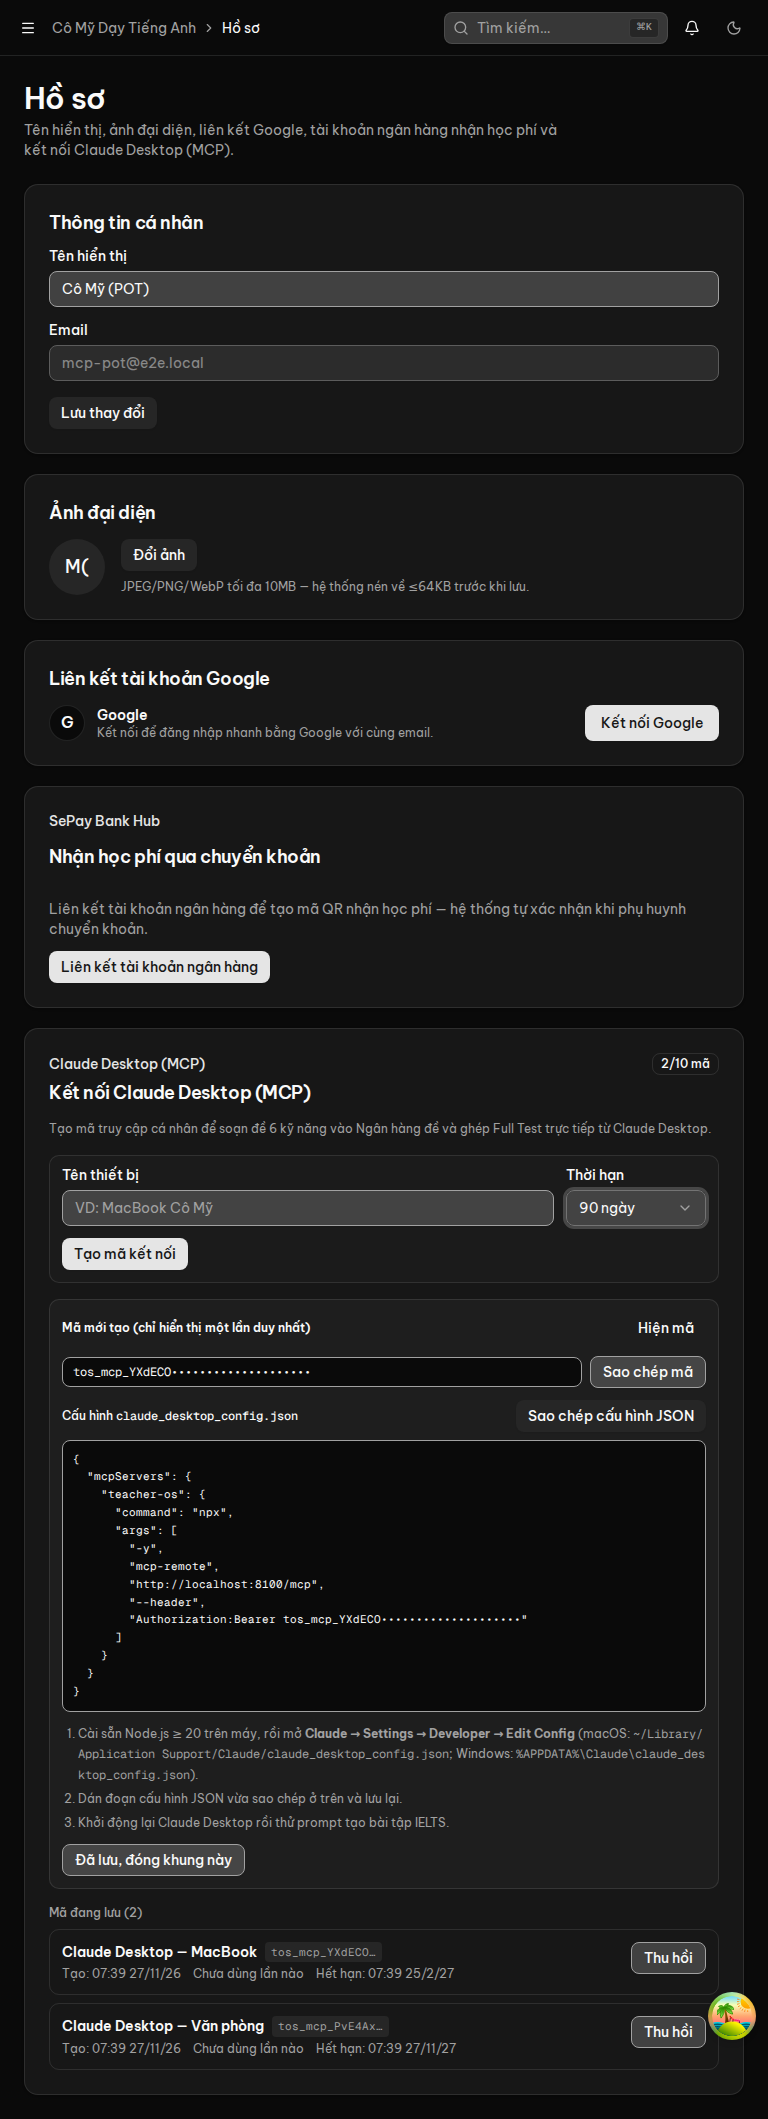 Cô Mỹ Dạy Tiếng Anh > Hồ sơ
Tìm kiếm...
⌘K
Hồ sơ
Tên hiển thị, ảnh đại diện, liên kết Google, tài khoản ngân hàng nhận học phí và
kết nối Claude Desktop (MCP).
Thông tin cá nhân
Tên hiển thị
Cô Mỹ (POT)
Email
mcp-pot@e2e.local
Lưu thay đổi
Ảnh đại diện
M(
Đổi ảnh
JPEG/PNG/WebP tối đa 10MB — hệ thống nén về ≤64KB trước khi lưu.
Liên kết tài khoản Google
G
Google
Kết nối để đăng nhập nhanh bằng Google với cùng email.
Kết nối Google
SePay Bank Hub
Nhận học phí qua chuyển khoản
Liên kết tài khoản ngân hàng để tạo mã QR nhận học phí — hệ thống tự xác nhận khi phụ huynh
chuyển khoản.
Liên kết tài khoản ngân hàng
Claude Desktop (MCP)
2/10 mã
Kết nối Claude Desktop (MCP)
Tạo mã truy cập cá nhân để soạn đề 6 kỹ năng vào Ngân hàng đề và ghép Full Test trực tiếp từ Claude Desktop.
Tên thiết bị
Thời hạn
VD: MacBook Cô Mỹ
90 ngày
Tạo mã kết nối
Mã mới tạo (chỉ hiển thị một lần duy nhất)
Hiện mã
tos_mcp_YXdECO••••••••••••••••••••
Sao chép mã
Cấu hình claude_desktop_config.json
Sao chép cấu hình JSON
{
"mcpServers": {
"teacher-os": {
"command": "npx",
"args": [
"-y",
"mcp-remote",
"http://localhost:8100/mcp",
"--header",
"Authorization:Bearer tos_mcp_YXdECO••••••••••••••••••••"
]
}
}
}
1. Cài sẵn Node.js ≥ 20 trên máy, rồi mở Claude → Settings → Developer → Edit Config (macOS: ~/Library/
Application Support/Claude/claude_desktop_config.json; Windows: %APPDATA%\Claude\claude_des
ktop_config.json).
2. Dán đoạn cấu hình JSON vừa sao chép ở trên và lưu lại.
3. Khởi động lại Claude Desktop rồi thử prompt tạo bài tập IELTS.
Đã lưu, đóng khung này
Mã đang lưu (2)
Claude Desktop — MacBook tos_mcp_YXdECO…
Tạo: 07:39 27/11/26 Chưa dùng lần nào Hết hạn: 07:39 25/2/27
Thu hồi
Claude Desktop — Văn phòng tos_mcp_PvE4Ax…
Tạo: 07:39 27/11/26 Chưa dùng lần nào Hết hạn: 07:39 27/11/27
Thu hồi